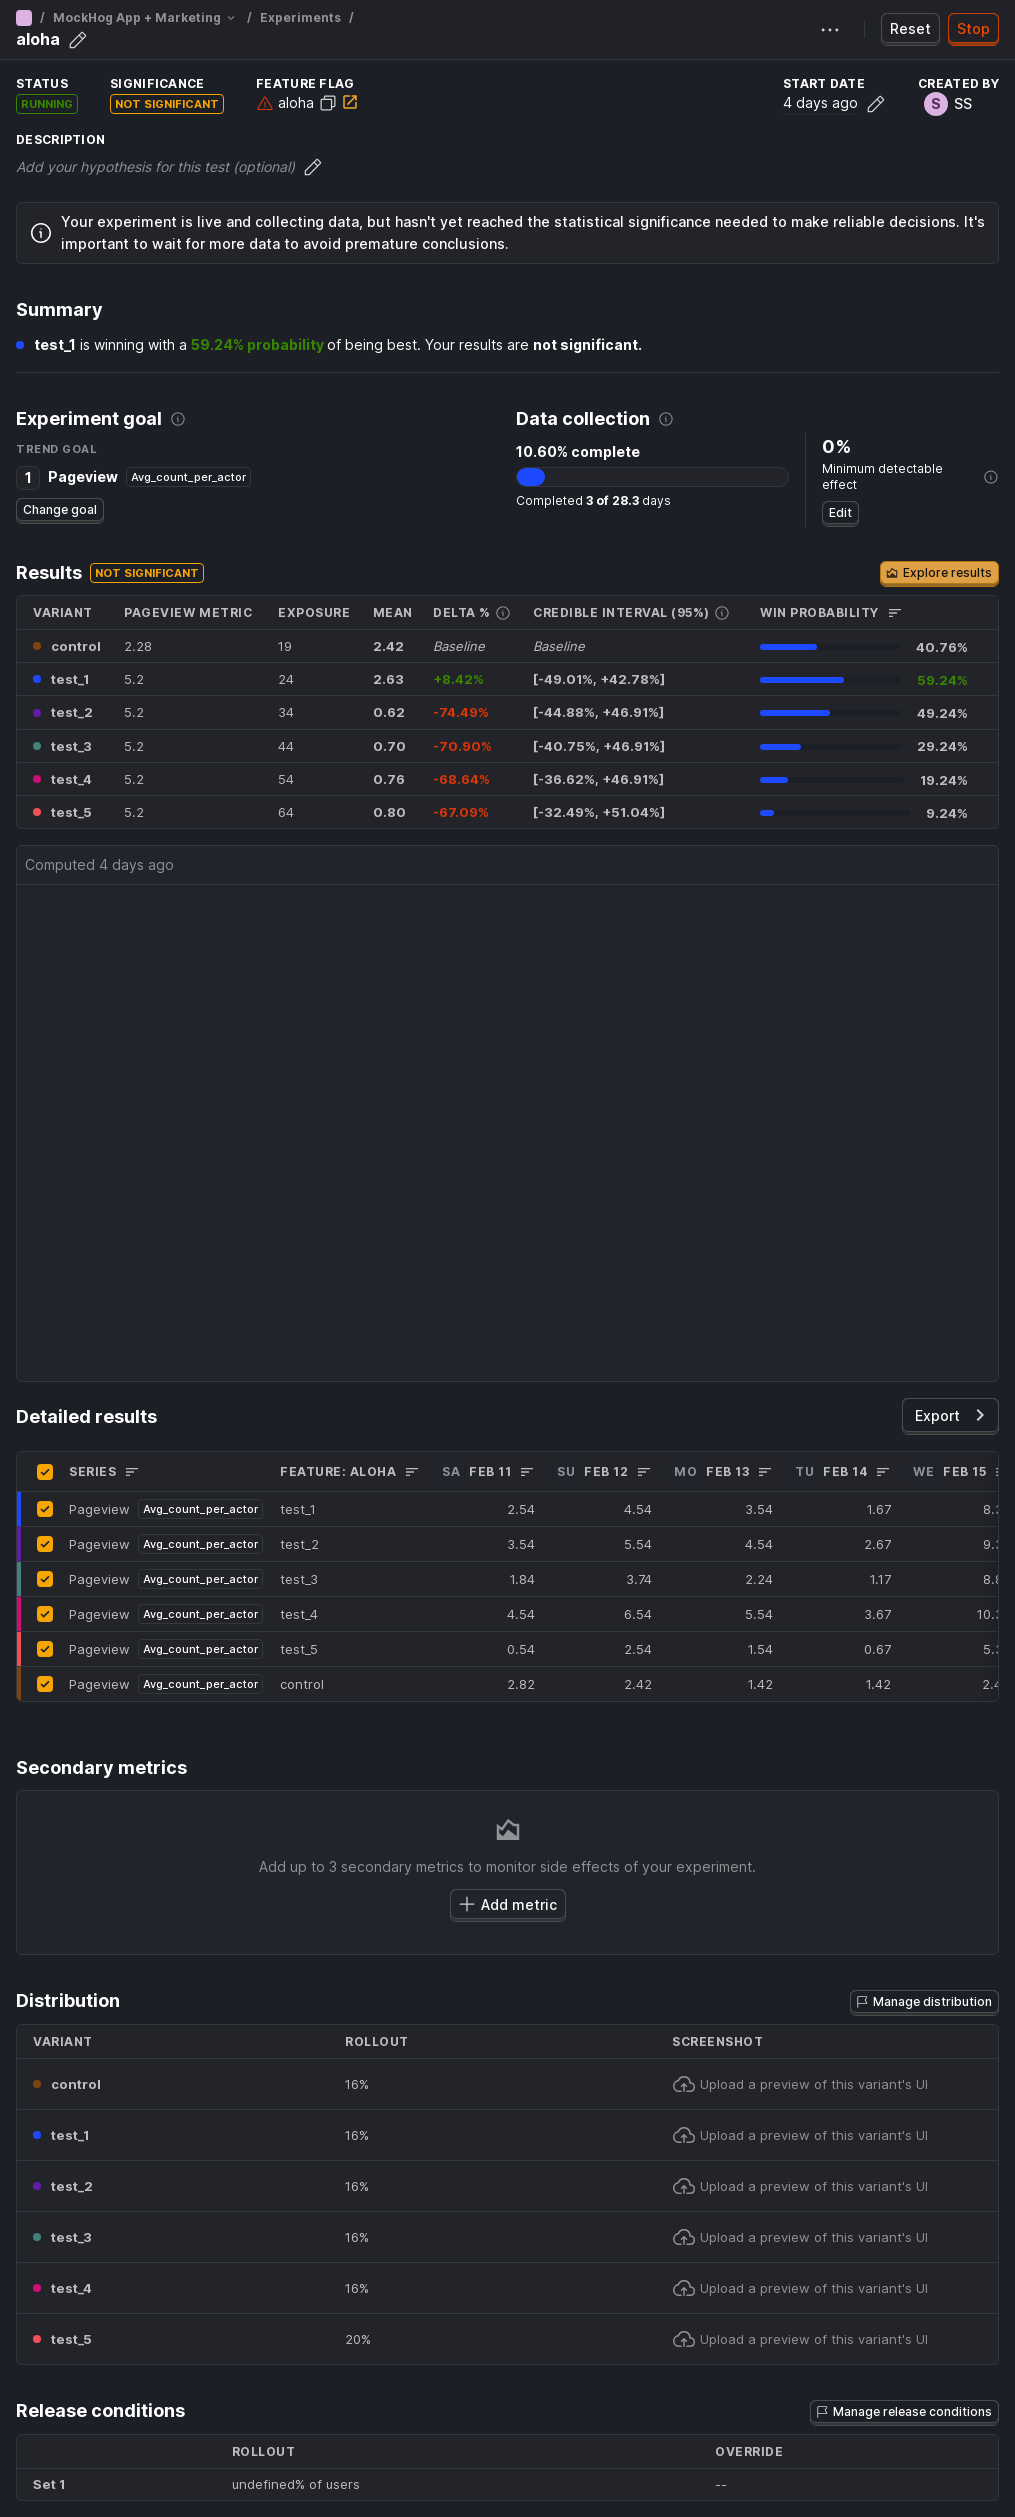 / MockHog App + Marketing / Experiments /
aloha
Reset
Stop
STATUS
RUNNING
SIGNIFICANCE
NOT SIGNIFICANT
FEATURE FLAG
aloha
START DATE
4 days ago
CREATED BY
S SS
DESCRIPTION
Add your hypothesis for this test (optional)
Your experiment is live and collecting data, but hasn't yet reached the statistical significance needed to make reliable decisions. It's
important to wait for more data to avoid premature conclusions.
Summary
test_1 is winning with a 59.24% probability of being best. Your results are not significant.
Experiment goal
TREND GOAL
1 Pageview Avg_count_per_actor
Change goal
Data collection
10.60% complete
Completed 3 of 28.3 days
0%
Minimum detectable
effect
Edit
Results NOT SIGNIFICANT
Explore results
VARIANT PAGEVIEW METRIC EXPOSURE MEAN DELTA % CREDIBLE INTERVAL (95%) WIN PROBABILITY
control 2.28 19 2.42 Baseline Baseline 40.76%
test_1 5.2 24 2.63 +8.42% [-49.01%, +42.78%] 59.24%
test_2 5.2 34 0.62 -74.49% [-44.88%, +46.91%] 49.24%
test_3 5.2 44 0.70 -70.90% [-40.75%, +46.91%] 29.24%
test_4 5.2 54 0.76 -68.64% [-36.62%, +46.91%] 19.24%
test_5 5.2 64 0.80 -67.09% [-32.49%, +51.04%] 9.24%
Computed 4 days ago
Detailed results
Export
SERIES FEATURE: ALOHA SA FEB 11 SU FEB 12 MO FEB 13 TU FEB 14 WE FEB 15
Pageview Avg_count_per_actor test_1 2.54 4.54 3.54 1.67
Pageview Avg_count_per_actor test_2 3.54 5.54 4.54 2.67
Pageview Avg_count_per_actor test_3 1.84 3.74 2.24 1.17
Pageview Avg_count_per_actor test_4 4.54 6.54 5.54 3.67
Pageview Avg_count_per_actor test_5 0.54 2.54 1.54 0.67
Pageview Avg_count_per_actor control 2.82 2.42 1.42 1.42
Secondary metrics
Add up to 3 secondary metrics to monitor side effects of your experiment.
Add metric
Distribution
Manage distribution
VARIANT ROLLOUT SCREENSHOT
control 16% Upload a preview of this variant's UI
test_1 16% Upload a preview of this variant's UI
test_2 16% Upload a preview of this variant's UI
test_3 16% Upload a preview of this variant's UI
test_4 16% Upload a preview of this variant's UI
test_5 20% Upload a preview of this variant's UI
Release conditions
Manage release conditions
ROLLOUT OVERRIDE
Set 1 undefined% of users --